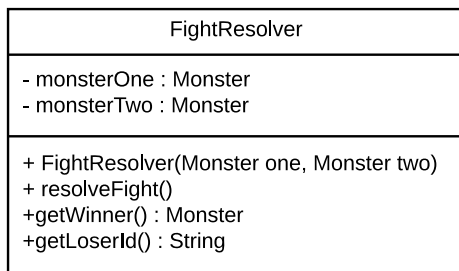 FightResolver
- monsterOne : Monster
- monsterTwo : Monster
+ FightResolver(Monster one, Monster two)
+ resolveFight()
+getWinner() : Monster
+getLoserId() : String